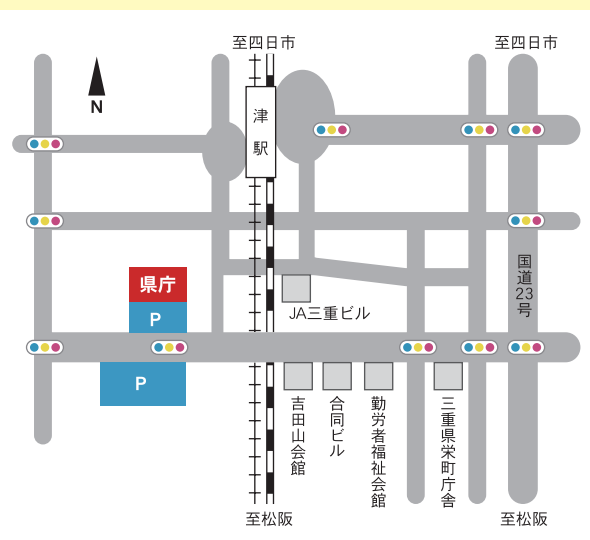 至四日市
至四日市
N
津駅
国道23号
県庁
P
JA三重ビル
P
吉田山会館
合同ビル
勤労者福祉会館
三重県栄町庁舎
至松阪
至松阪